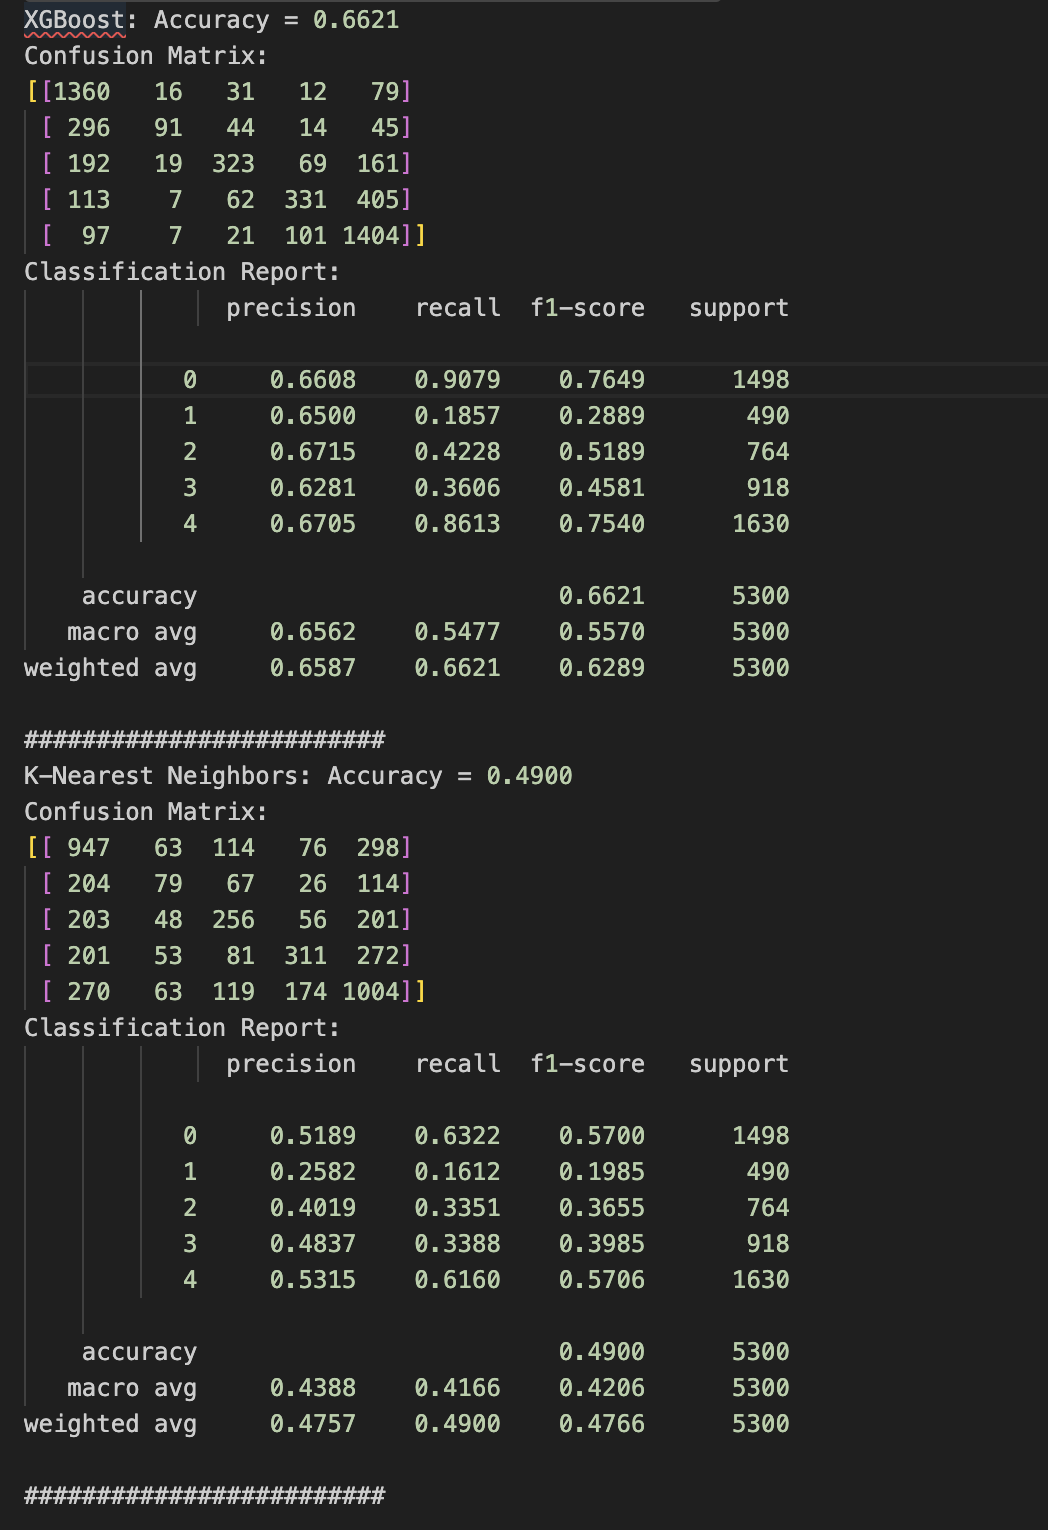 XGBoost: Accuracy = 0.6621
Confusion Matrix:
[[1360   16   31   12   79]
 [ 296   91   44   14   45]
 [ 192   19  323   69  161]
 [ 113    7   62  331  405]
 [  97    7   21  101 1404]]
Classification Report:
              precision    recall  f1-score   support

           0     0.6608    0.9079    0.7649      1498
           1     0.6500    0.1857    0.2889       490
           2     0.6715    0.4228    0.5189       764
           3     0.6281    0.3606    0.4581       918
           4     0.6705    0.8613    0.7540      1630

    accuracy                         0.6621      5300
   macro avg     0.6562    0.5477    0.5570      5300
weighted avg     0.6587    0.6621    0.6289      5300

#########################
K-Nearest Neighbors: Accuracy = 0.4900
Confusion Matrix:
[[ 947   63  114   76  298]
 [ 204   79   67   26  114]
 [ 203   48  256   56  201]
 [ 201   53   81  311  272]
 [ 270   63  119  174 1004]]
Classification Report:
              precision    recall  f1-score   support

           0     0.5189    0.6322    0.5700      1498
           1     0.2582    0.1612    0.1985       490
           2     0.4019    0.3351    0.3655       764
           3     0.4837    0.3388    0.3985       918
           4     0.5315    0.6160    0.5706      1630

    accuracy                         0.4900      5300
   macro avg     0.4388    0.4166    0.4206      5300
weighted avg     0.4757    0.4900    0.4766      5300

#########################